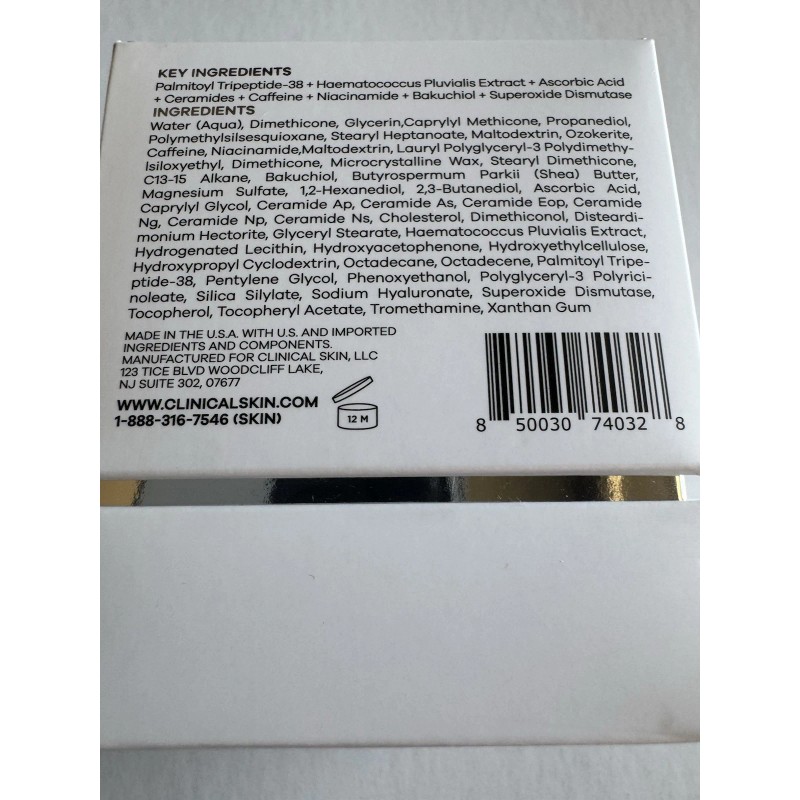 KEY INGREDIENTS
Palmitoyl Tripeptide-38 + Haematococcus Pluvialis Extract + Ascorbic Acid
+ Ceramides + Caffeine + Niacinamide + Bakuchiol + Superoxide Dismutase
INGREDIENTS
Water (Aqua), Dimethicone, Glycerin,Caprylyl Methicone, Propanediol,
Polymethylsilsesquioxane, Stearyl Heptanoate, Maltodextrin, Ozokerite,
Caffeine, Niacinamide,Maltodextrin, Lauryl Polyglyceryl-3 Polydimethy-
lsiloxyethyl, Dimethicone, Microcrystalline Wax, Stearyl Dimethicone,
C13-15 Alkane, Bakuchiol, Butyrospermum Parkii (Shea) Butter,
Magnesium Sulfate, 1,2-Hexanediol, 2,3-Butanediol, Ascorbic Acid,
Caprylyl Glycol, Ceramide Ap, Ceramide As, Ceramide Eop, Ceramide
Ng, Ceramide Np, Ceramide Ns, Cholesterol, Dimethiconol, Disteardi-
monium Hectorite, Glyceryl Stearate, Haematococcus Pluvialis Extract,
Hydrogenated Lecithin, Hydroxyacetophenone, Hydroxyethylcellulose,
Hydroxypropyl Cyclodextrin, Octadecane, Octadecene, Palmitoyl Tripe-
ptide-38, Pentylene Glycol, Phenoxyethanol, Polyglyceryl-3 Polyrici-
noleate, Silica Silylate, Sodium Hyaluronate, Superoxide Dismutase,
Tocopherol, Tocopheryl Acetate, Tromethamine, Xanthan Gum
MADE IN THE U.S.A. WITH U.S. AND IMPORTED
INGREDIENTS AND COMPONENTS.
MANUFACTURED FOR CLINICAL SKIN, LLC
123 TICE BLVD WOODCLIFF LAKE,
NJ SUITE 302, 07677
WWW.CLINICALSKIN.COM
1-888-316-7546 (SKIN)
12 M
8 50030 74032 8